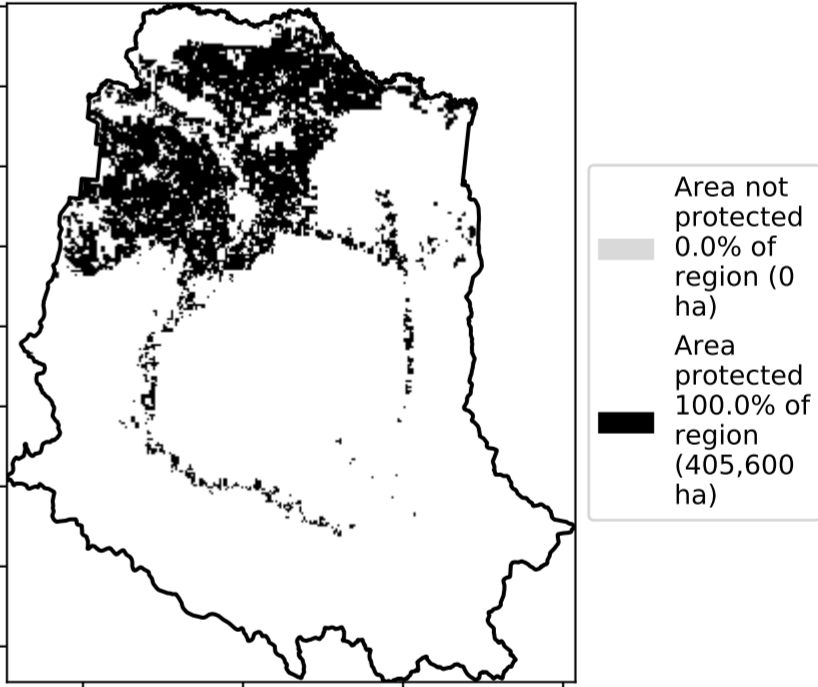 Area not
protected
0.0% of
region (0
ha)
Area
protected
100.0% of
region
(405,600
ha)